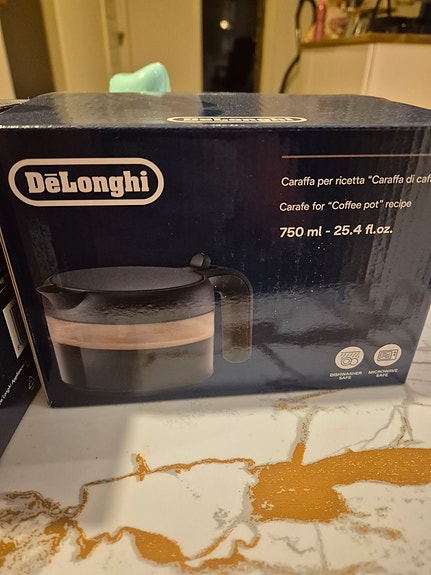 DeLonghi
DēLonghi
Caraffa per ricetta "Caraffa di caf
Carafe for "Coffee pot" recipe
750 ml - 25.4 fl.oz.
DISHWASHER
SAFE
MICROWAVE
SAFE